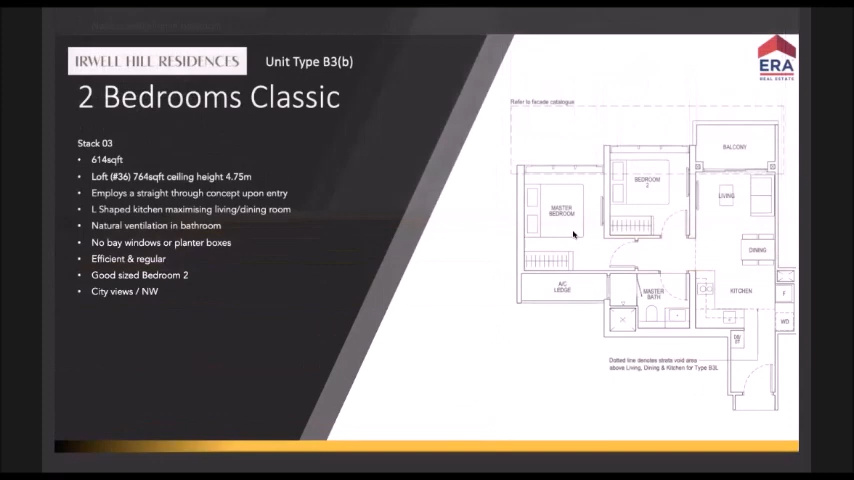 IRWELL HILL RESIDENCES
Unit Type B3(b)
ERA
REAL ESTATE
2 Bedrooms Classic
Stack 03
• 614sqft
• Loft (#36) 764sqft ceiling height 4.75m
• Employs a straight through concept upon entry
• L Shaped kitchen maximising living/dining room
• Natural ventilation in bathroom
• No bay windows or planter boxes
• Efficient & regular
• Good sized Bedroom 2
• City views / NW
Refer to facade catalogue
BALCONY
BEDROOM
2
LIVING
MASTER
BEDROOM
DINING
A/C
LEDGE
MASTER
BATH
KITCHEN
F
WD
DB/
ST
Dotted line denotes strata void area
above Living, Dining & Kitchen for Type B3L